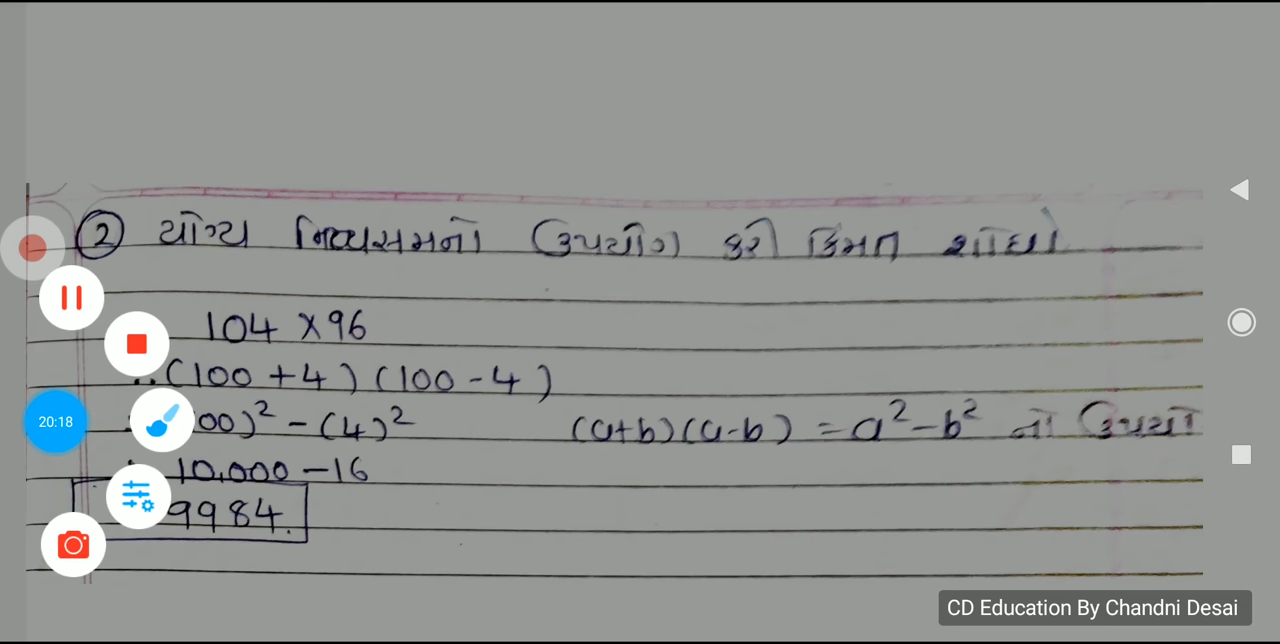 ② યોગ્ય નિત્યસમનો ઉપયોગ કરી કિંમત શોધો
104 × 96
(100 + 4) (100 - 4)
00)² - (4)² (a+b)(a-b) = a² - b² નો ઉપયો
10,000 - 16
20:18
9984.
CD Education By Chandni Desai